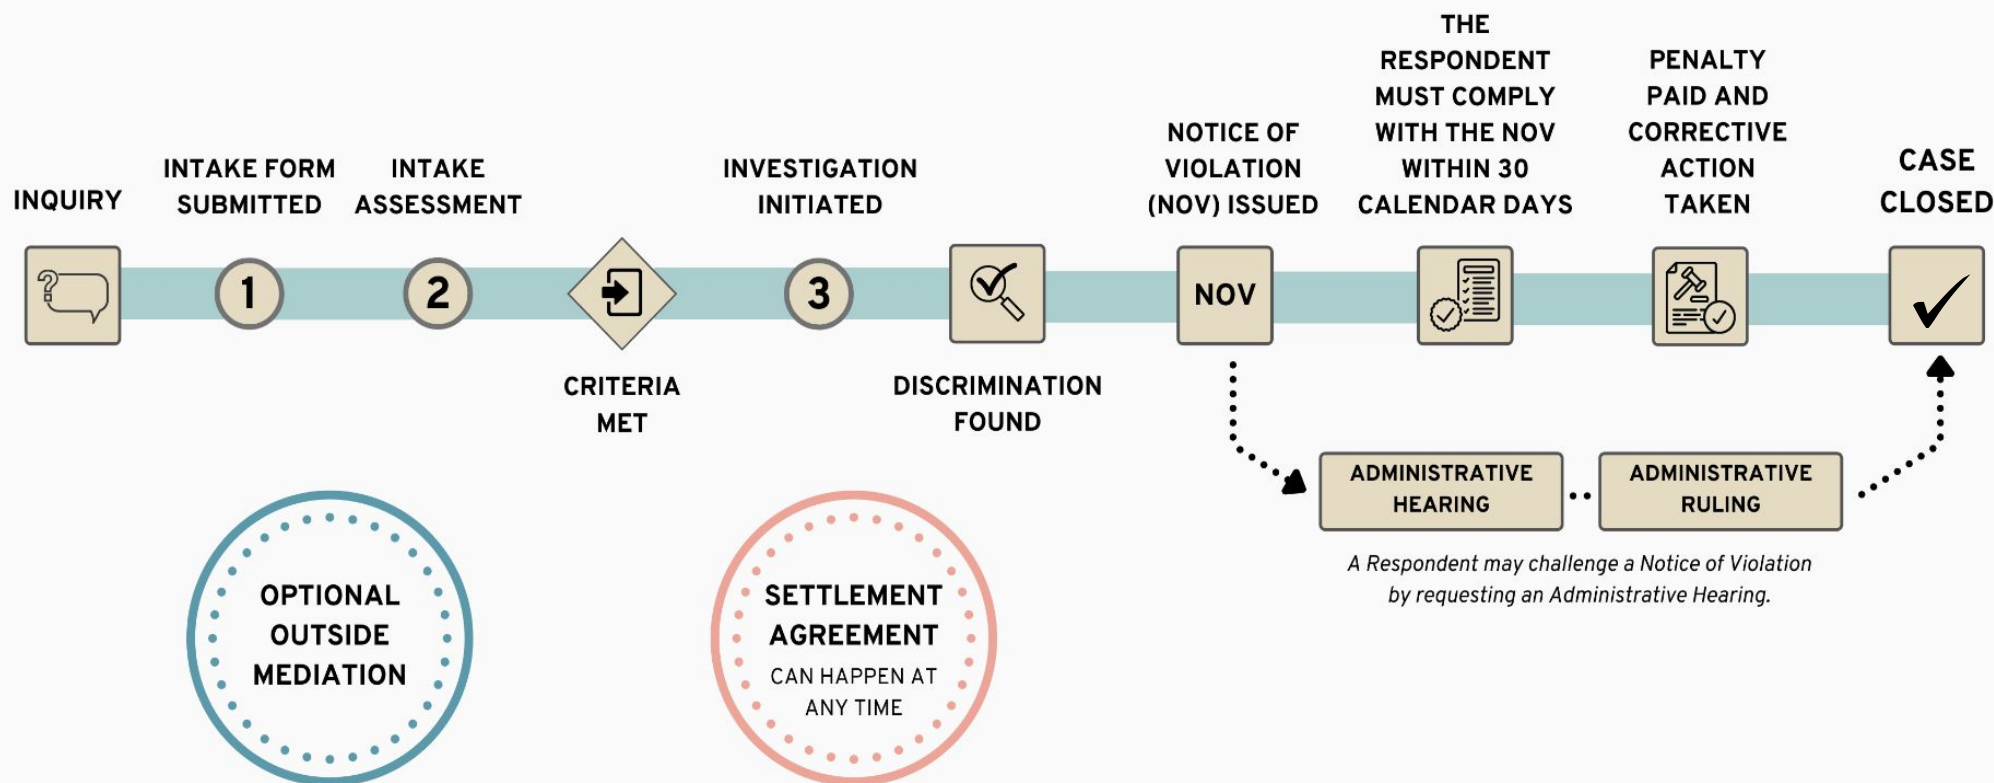 INQUIRY
INTAKE FORM
SUBMITTED
1
INTAKE
ASSESSMENT
2
CRITERIA
MET
INVESTIGATION
INITIATED
3
DISCRIMINATION
FOUND
NOTICE OF
VIOLATION
(NOV) ISSUED
NOV
THE
RESPONDENT
MUST COMPLY
WITH THE NOV
WITHIN 30
CALENDAR DAYS
PENALTY
PAID AND
CORRECTIVE
ACTION
TAKEN
CASE
CLOSED
ADMINISTRATIVE
HEARING
ADMINISTRATIVE
RULING
A Respondent may challenge a Notice of Violation
by requesting an Administrative Hearing.
OPTIONAL
OUTSIDE
MEDIATION
SETTLEMENT
AGREEMENT
CAN HAPPEN AT
ANY TIME